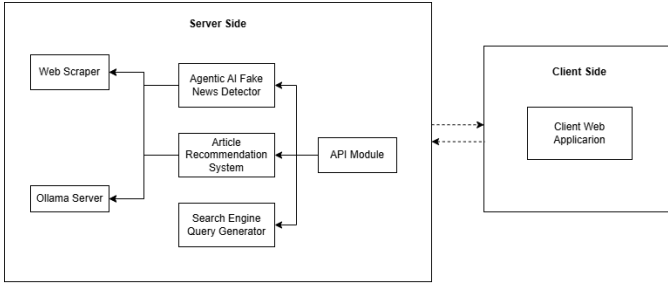 Server Side
Web Scraper
Agentic AI Fake
News Detector
Article
Recommendation
System
API Module
Ollama Server
Search Engine
Query Generator
Client Side
Client Web
Applicarion